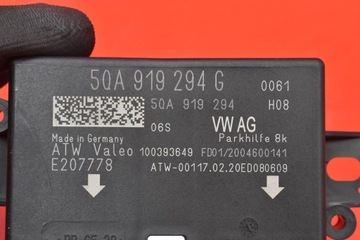 5QA 919 294 G 0061
5QA 919 294 H08
06S VW AG
Made in Germany Parkhilfe 8k
ATW Valeo 100393649 FD01/2004600141
E207778 ATW-00117.02.20ED080609